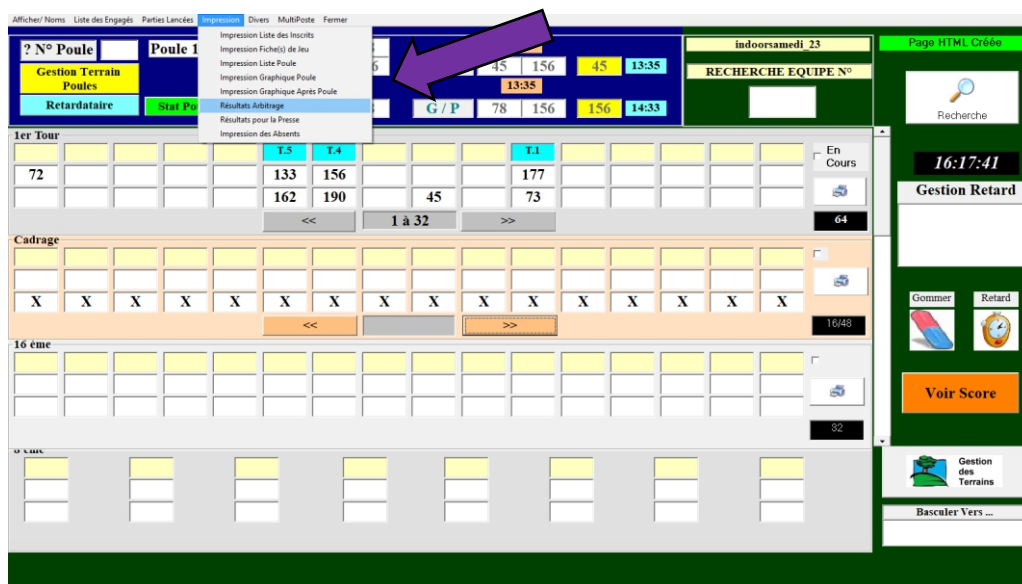 Afficher/ Noms Liste des Engagés Parties Lancées Impression Divers MultiPoste Fermer
Impression Liste des Inscrits
Impression Fiche(s) de Jeu
Impression Liste Poule
Impression Graphique Poule
Impression Graphique Après Poule
Résultats Arbitrage
Résultats pour la Presse
Impression des Absents
? N° Poule Poule 1
Gestion Terrain Poules
Retardataire Stat
45 156 45 13:35
13:35
G / P 78 156 156 14:33
indoorsamedi_23
RECHERCHE EQUIPE N°
Page HTML Créée
Recherche
16:17:41
Gestion Retard
1er Tour
T.5 T.4 T.1 En Cours
72 133 156 177
162 190 45 73
<< 1 à 32 >> 64
Cadrage
X X X X X X X X X X X X X X X X
<< >> 16/48
Gommer Retard
16 éme
Voir Score
32
8 éme
Gestion des Terrains
Basculer Vers ...